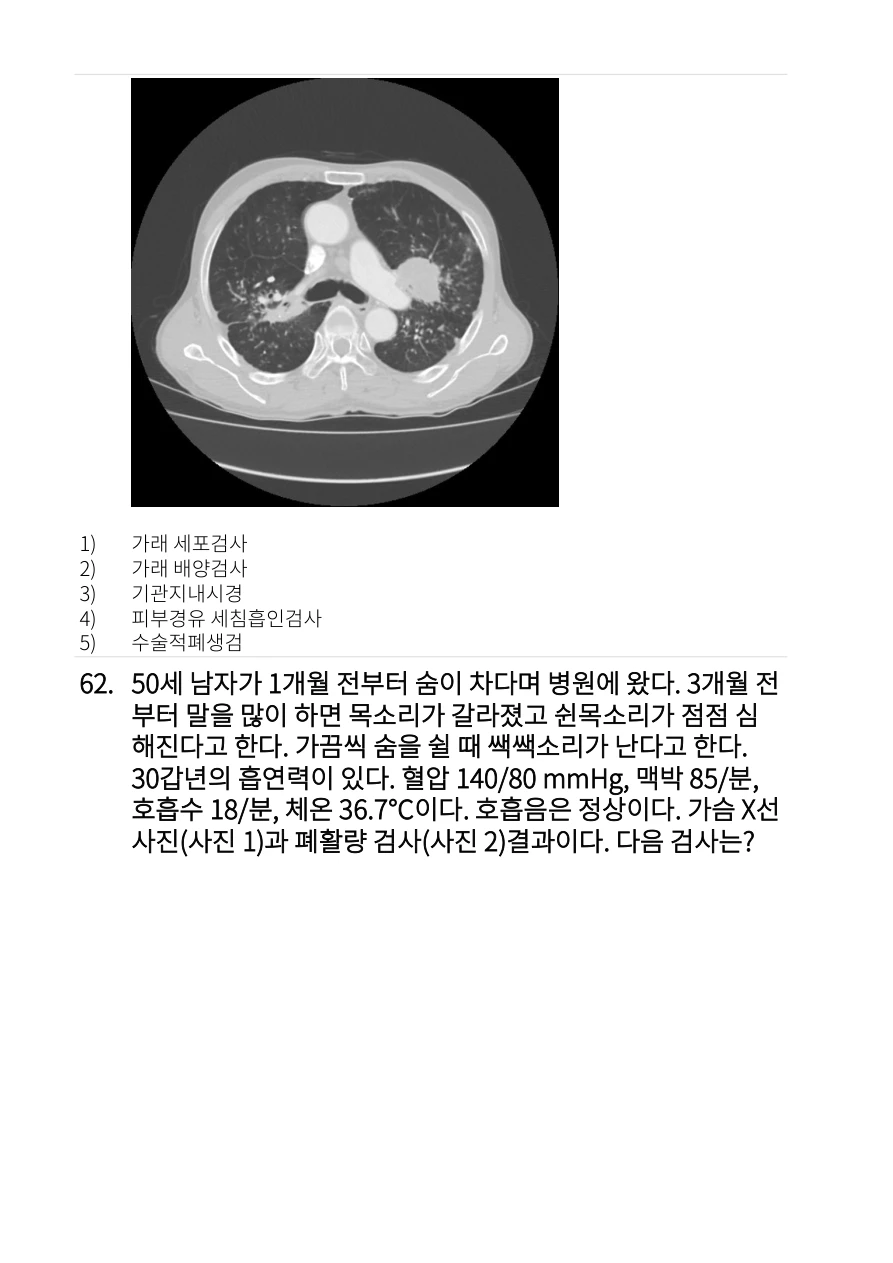 1) 가래 세포검사
2) 가래 배양검사
3) 기관지내시경
4) 피부경유 세침흡인검사
5) 수술적폐생검
62. 50세 남자가 1개월 전부터 숨이 차다며 병원에 왔다. 3개월 전
부터 말을 많이 하면 목소리가 갈라졌고 쉰목소리가 점점 심
해진다고 한다. 가끔씩 숨을 쉴 때 쌕쌕소리가 난다고 한다.
30갑년의 흡연력이 있다. 혈압 140/80 mmHg, 맥박 85/분,
호흡수 18/분, 체온 36.7℃이다. 호흡음은 정상이다. 가슴 X선
사진(사진 1)과 폐활량 검사(사진 2)결과이다. 다음 검사는?